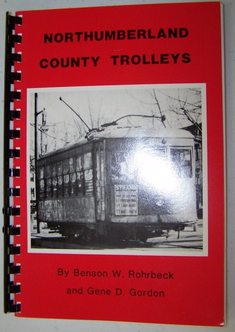 NORTHUMBERLAND
COUNTY TROLLEYS
By Benson W. Rohrbeck
and Gene D. Gordon